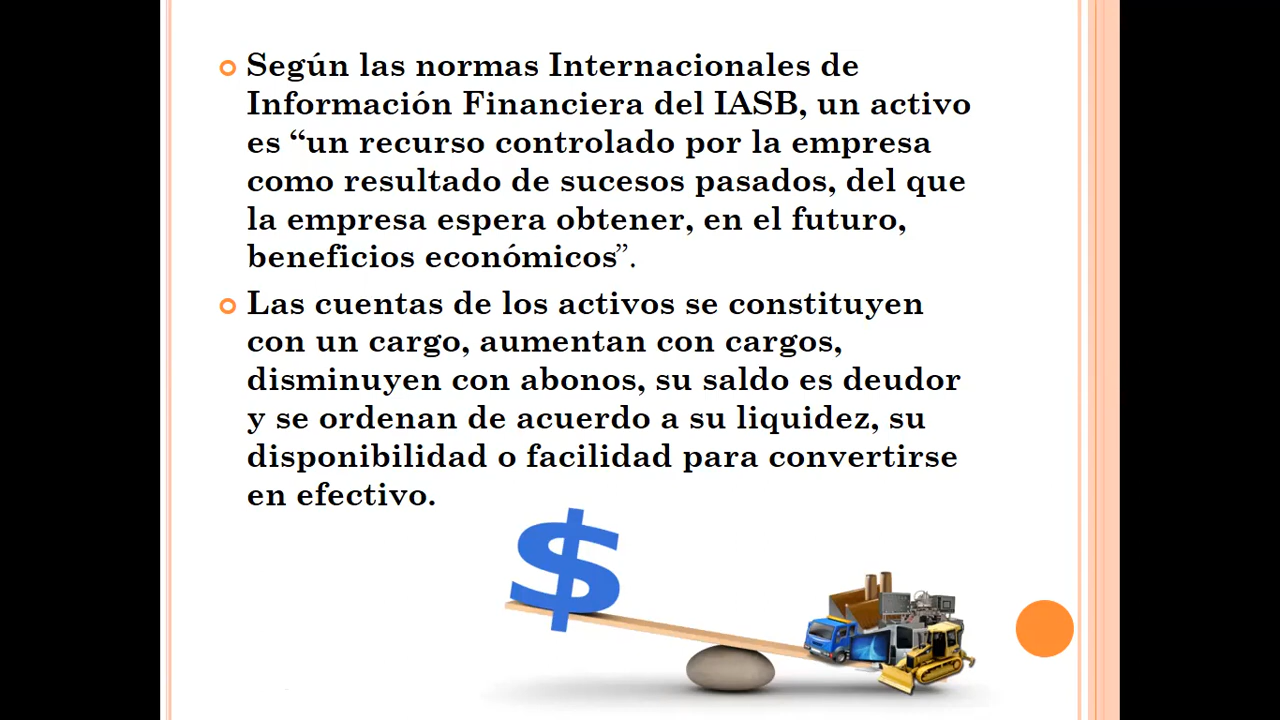 Según las normas Internacionales de
Información Financiera del IASB, un activo
es “un recurso controlado por la empresa
como resultado de sucesos pasados, del que
la empresa espera obtener, en el futuro,
beneficios económicos”.
Las cuentas de los activos se constituyen
con un cargo, aumentan con cargos,
disminuyen con abonos, su saldo es deudor
y se ordenan de acuerdo a su liquidez, su
disponibilidad o facilidad para convertirse
en efectivo.
$